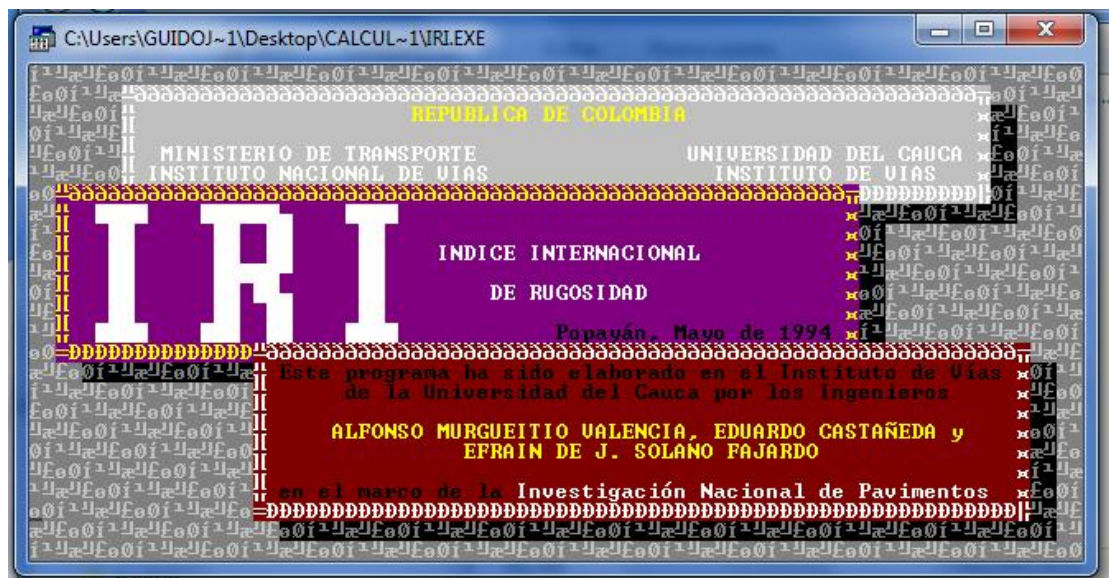 C:\Users\GUIDOJ~1\Desktop\CALCUL~1\IRI.EXE
REPUBLICA DE COLOMBIA
MINISTERIO DE TRANSPORTE
INSTITUTO NACIONAL DE VIAS
UNIVERSIDAD DEL CAUCA
INSTITUTO DE VIAS
IRI
INDICE INTERNACIONAL
DE RUGOSIDAD
Popayán, Mayo de 1994
Este programa ha sido elaborado en el Instituto de Vías
de la Universidad del Cauca por los Ingenieros
ALFONSO MURGUEITIO VALENCIA, EDUARDO CASTAÑEDA y
EFRAIN DE J. SOLANO FAJARDO
en el marco de la Investigación Nacional de Pavimentos